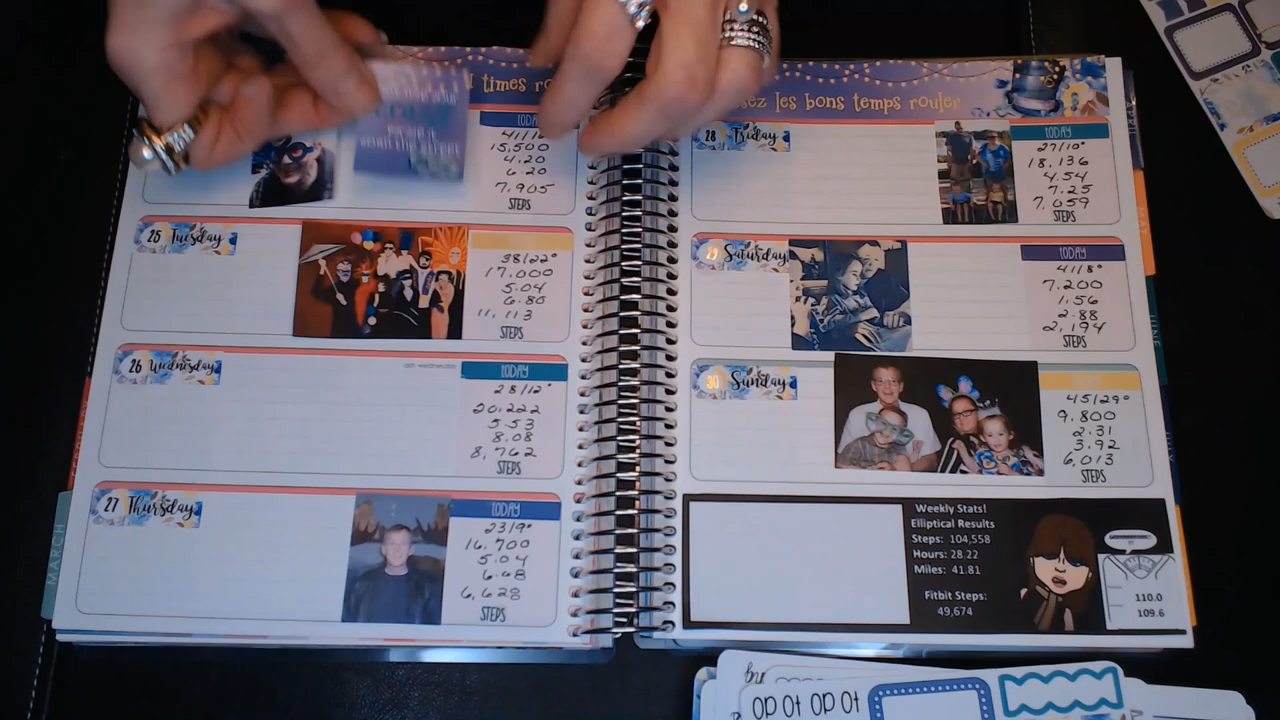 times
les bons temps rouler
TODAY
15,500
4.20
6.20
7,905
STEPS
25 Tuesday
38/22°
17,000
5.04
6.80
11,113
STEPS
26 Wednesday
ash wednesday
TODAY
28/12°
20,222
5.53
8.08
8,762
STEPS
27 Thursday
TODAY
23/9°
16,700
5.04
6.68
6,628
STEPS
MARCH
28 Friday
TODAY
27/10°
18,136
4.54
7.25
7,059
STEPS
29 Saturday
TODAY
41/8°
7,200
1.56
2.88
2,194
STEPS
30 Sunday
45/29°
9,800
2.31
3.92
6,013
STEPS
Weekly Stats!
Elliptical Results
Steps: 104,558
Hours: 28.22
Miles: 41.81
Fitbit Steps:
49,674
110.0
109.6